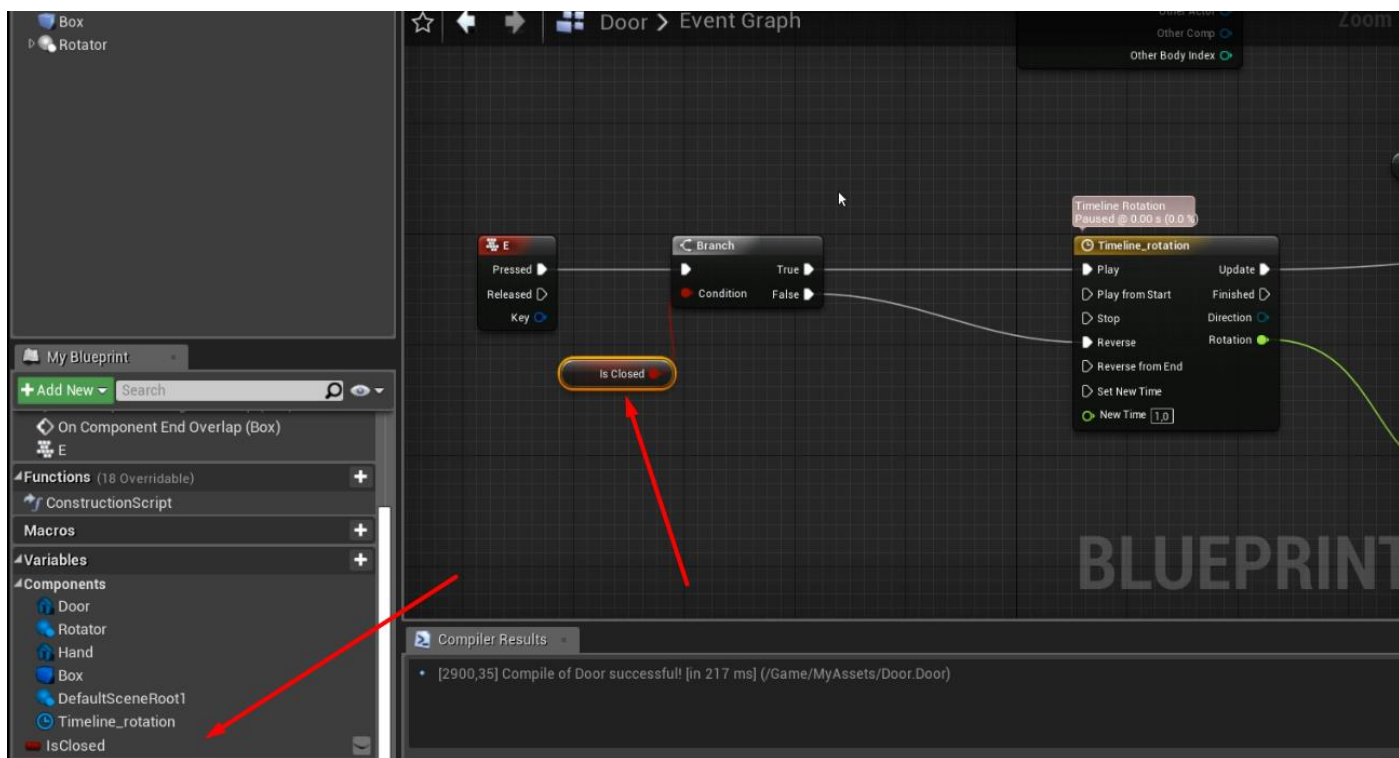 Box
Rotator
Door > Event Graph
Zoom
Other Actor
Other Comp
Other Body Index
Timeline Rotation
Paused @ 0.00 s (0.0 %)
E
Pressed
Released
Key
Branch
True
Condition
False
Is Closed
Timeline_rotation
Play
Update
Play from Start
Finished
Stop
Direction
Reverse
Rotation
Reverse from End
Set New Time
New Time 1,0
BLUEPRINT
My Blueprint
+Add New
Search
On Component End Overlap (Box)
E
Functions (18 Overridable)
ConstructionScript
Macros
Variables
Components
Door
Rotator
Hand
Box
DefaultSceneRoot1
Timeline_rotation
IsClosed
Compiler Results
[2900,35] Compile of Door successful! [in 217 ms] (/Game/MyAssets/Door.Door)